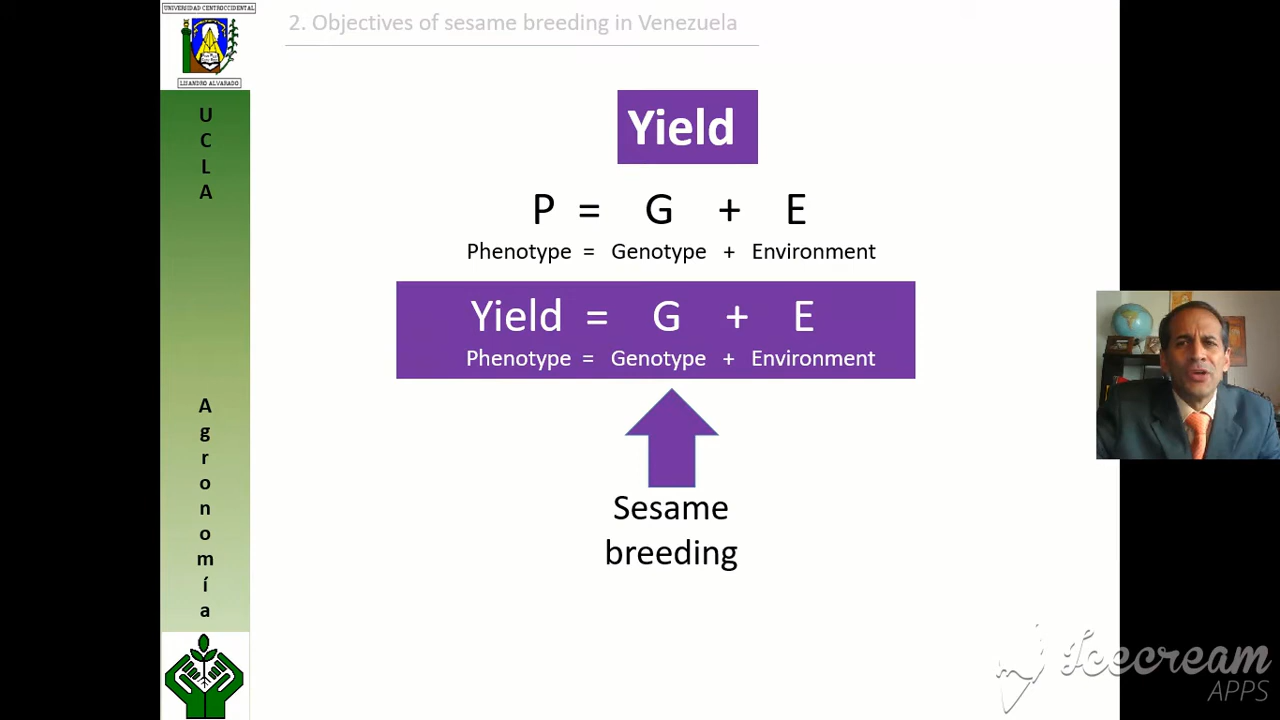 UNIVERSIDAD CENTROCCIDENTAL
LISANDRO ALVARADO
U
C
L
A
A
g
r
o
n
o
m
í
a
2. Objectives of sesame breeding in Venezuela
Yield
P = G + E
Phenotype = Genotype + Environment
Yield = G + E
Phenotype = Genotype + Environment
Sesame
breeding
Icecream
APPS